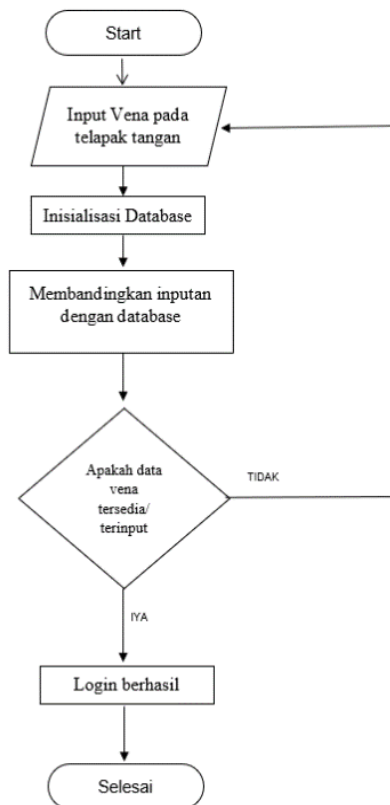 Start
Input Vena pada
telapak tangan
Inisialisasi Database
Membandingkan inputan
dengan database
Apakah data
vena
tersedia/
terinput
TIDAK
IYA
Login berhasil
Selesai